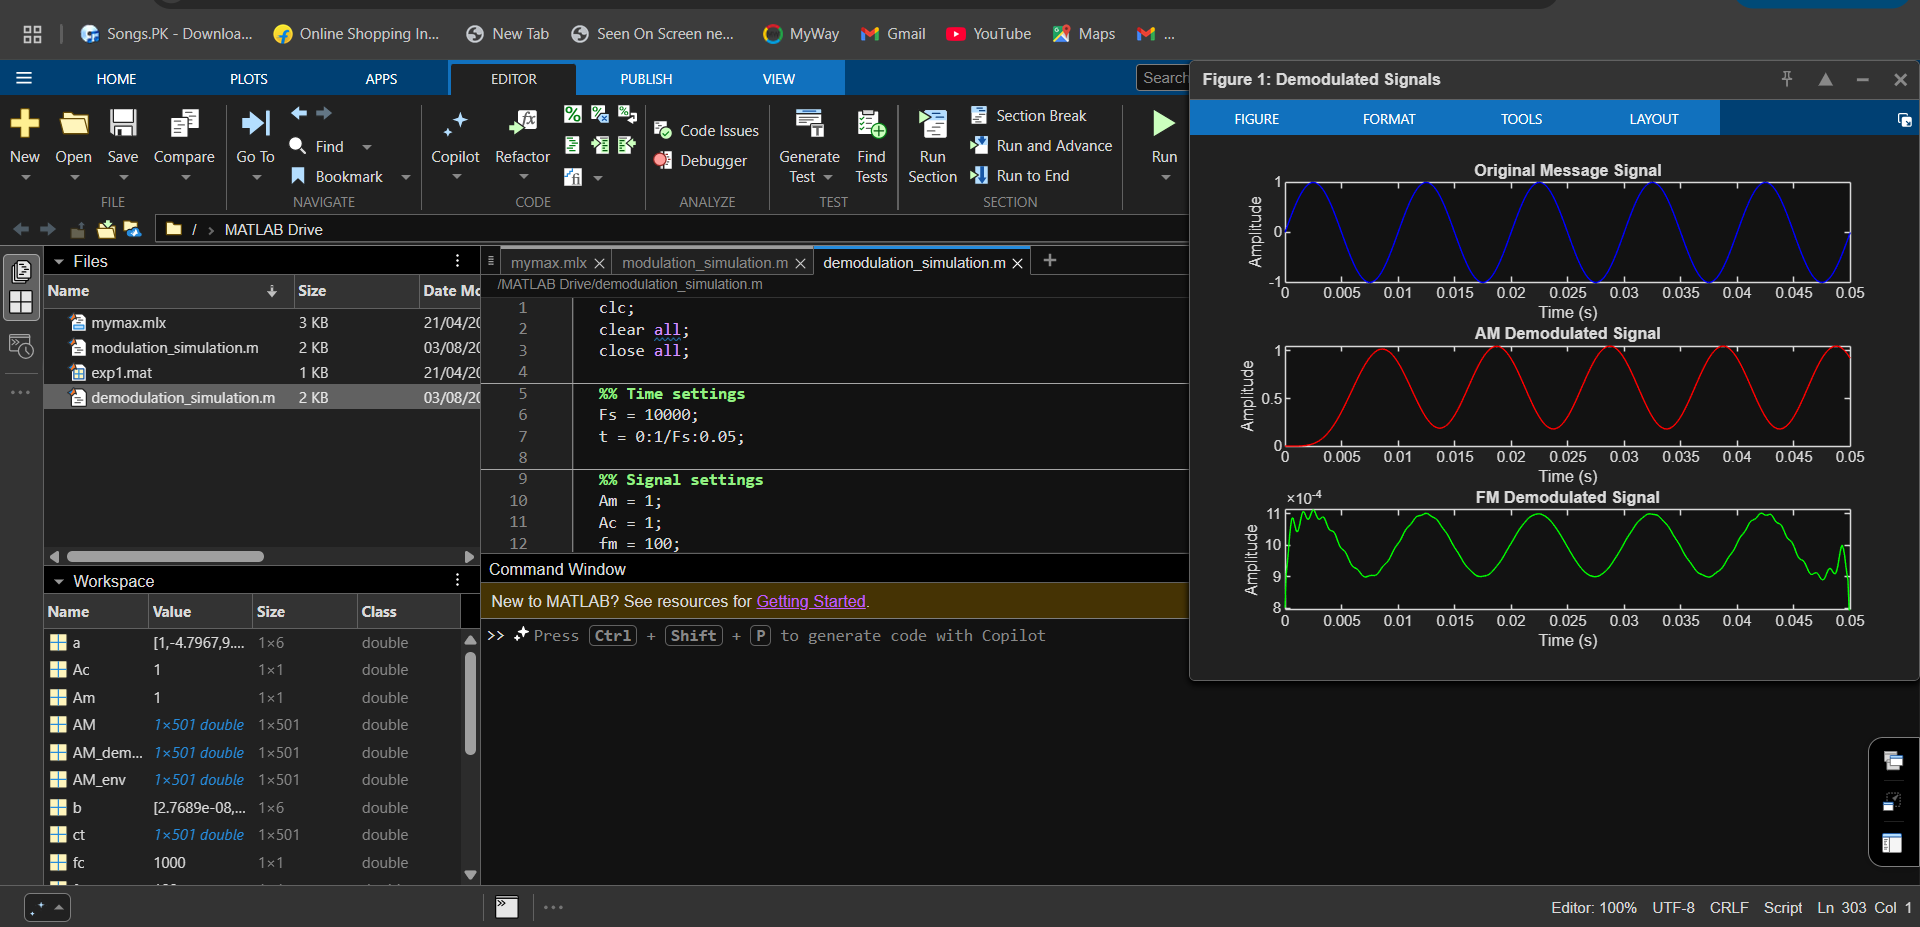 Songs.PK - Downloa...
Online Shopping In...
New Tab
Seen On Screen ne...
MyWay
Gmail
YouTube
Maps
...
HOME
PLOTS
APPS
EDITOR
PUBLISH
VIEW
Search
New
Open
Save
Compare
Go To
Find
Bookmark
Copilot
Refactor
Code Issues
Debugger
Generate Test
Find Tests
Run Section
Section Break
Run and Advance
Run to End
Run
FILE
NAVIGATE
CODE
ANALYZE
TEST
SECTION
/ › MATLAB Drive
Files
Name Size Date Mo
mymax.mlx 3 KB 21/04/20
modulation_simulation.m 2 KB 03/08/20
exp1.mat 1 KB 21/04/20
demodulation_simulation.m 2 KB 03/08/20
Workspace
Name Value Size Class
a [1,-4.7967,9.... 1×6 double
Ac 1 1×1 double
Am 1 1×1 double
AM 1×501 double 1×501 double
AM_dem... 1×501 double 1×501 double
AM_env 1×501 double 1×501 double
b [2.7689e-08,... 1×6 double
ct 1×501 double 1×501 double
fc 1000 1×1 double
mymax.mlx
modulation_simulation.m
demodulation_simulation.m
/MATLAB Drive/demodulation_simulation.m
1 clc;
2 clear all;
3 close all;
4
5 %% Time settings
6 Fs = 10000;
7 t = 0:1/Fs:0.05;
8
9 %% Signal settings
10 Am = 1;
11 Ac = 1;
12 fm = 100;
Command Window
New to MATLAB? See resources for Getting Started.
>> Press Ctrl + Shift + P to generate code with Copilot
Figure 1: Demodulated Signals
FIGURE
FORMAT
TOOLS
LAYOUT
Original Message Signal
Amplitude
1
0
-1
0 0.005 0.01 0.015 0.02 0.025 0.03 0.035 0.04 0.045 0.05
Time (s)
AM Demodulated Signal
Amplitude
1
0.5
0
0 0.005 0.01 0.015 0.02 0.025 0.03 0.035 0.04 0.045 0.05
Time (s)
FM Demodulated Signal
×10-4
Amplitude
11
10
9
8
0 0.005 0.01 0.015 0.02 0.025 0.03 0.035 0.04 0.045 0.05
Time (s)
Editor: 100% UTF-8 CRLF Script Ln 303 Col 1